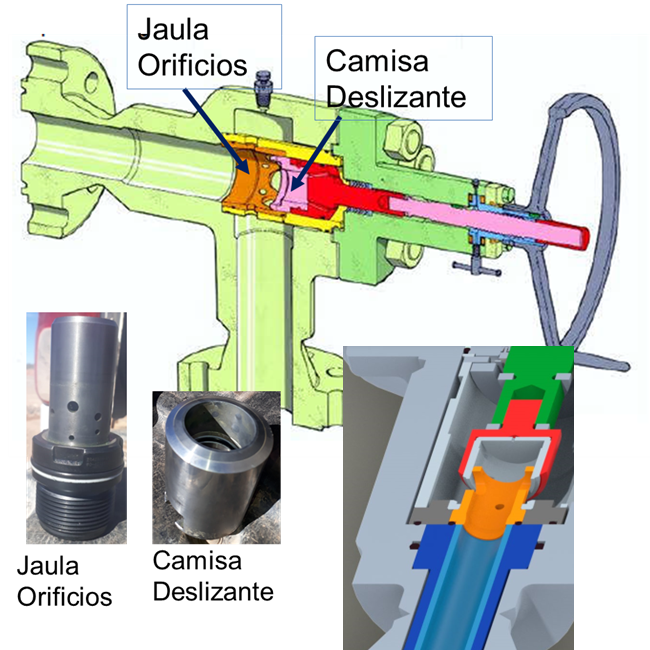 Jaula
Orificios
Camisa
Deslizante
Jaula
Orificios
Camisa
Deslizante